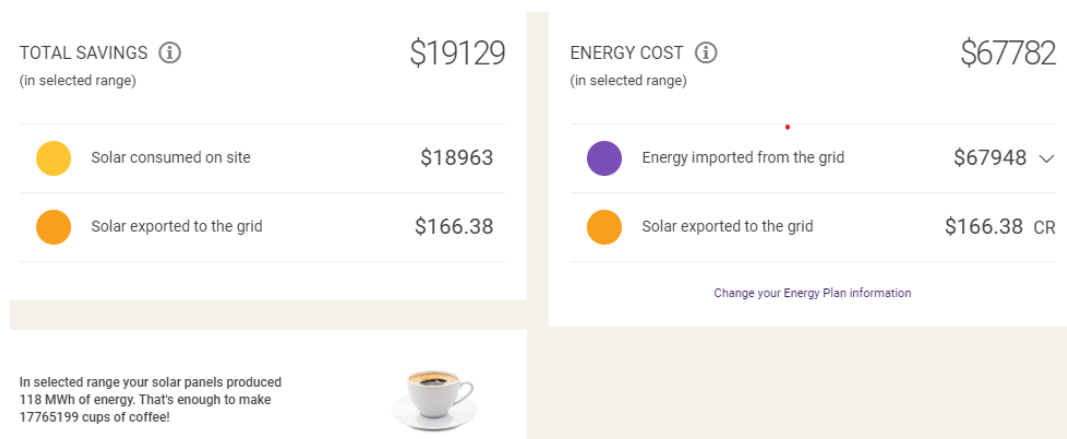 TOTAL SAVINGS
$19129
(in selected range)
Solar consumed on site
$18963
Solar exported to the grid
$166.38
In selected range your solar panels produced
118 MWh of energy. That's enough to make
17765199 cups of coffee!
ENERGY COST
$67782
(in selected range)
Energy imported from the grid
$67948
Solar exported to the grid
$166.38 CR
Change your Energy Plan information